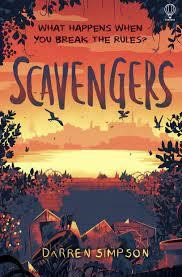 WHAT HAPPENS WHEN
YOU BREAK THE RULES?
SCAVENGERS
DARREN SIMPSON